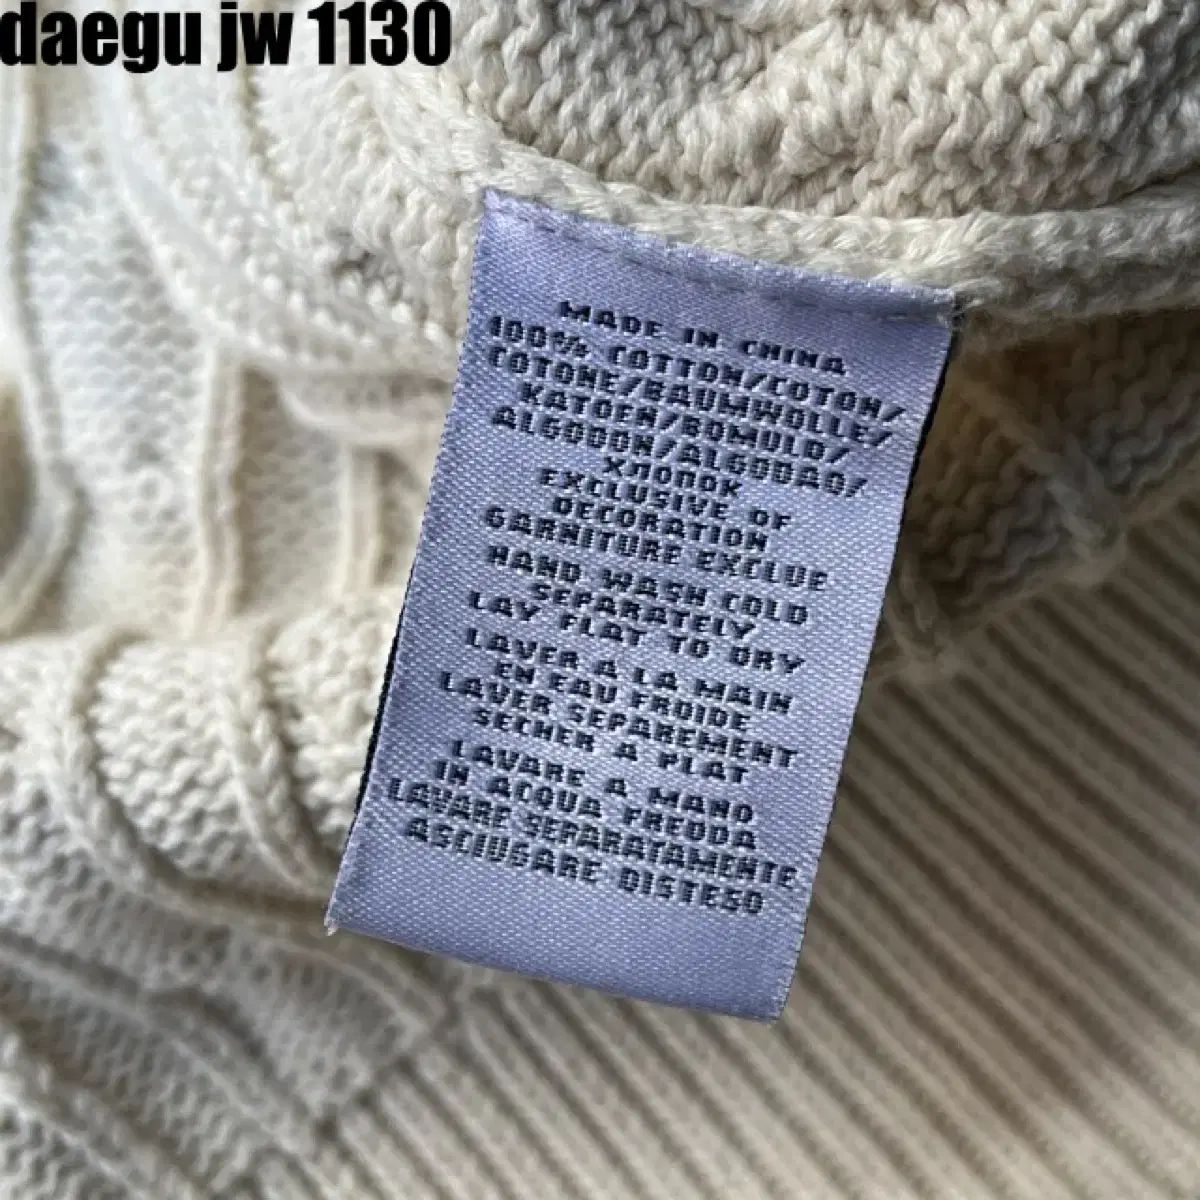 daegu jw 1130
MADE IN CHINA
100% COTTON/COTON/
COTONE/BAUMWOLLE/
KATOEN/BOMULD/
ALGODON/ALGODAO/
ХЛОПОК
EXCLUSIVE OF
DECORATION
GARNITURE EXCLUE
HAND WASH COLD
SEPARATELY
LAY FLAT TO DRY
LAVER A LA MAIN
EN EAU FROIDE
LAVER SEPAREMENT
SECHER A PLAT
LAVARE A MANO
IN ACQUA FREDDA
LAVARE SEPARATAMENTE
ASCIUGARE DISTESO